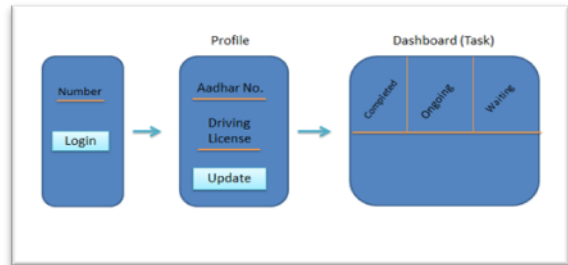 Profile
Dashboard (Task)
Number
Login
Aadhar No.
Driving
License
Update
Completed
Ongoing
Waiting